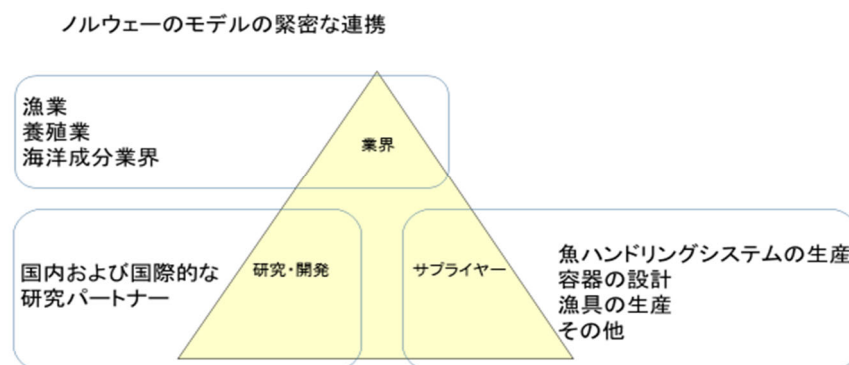 ノルウェーのモデルの緊密な連携
漁業
養殖業
海洋成分業界
業界
国内および国際的な
研究パートナー
研究・開発
サプライヤー
魚ハンドリングシステムの生産
容器の設計
漁具の生産
その他